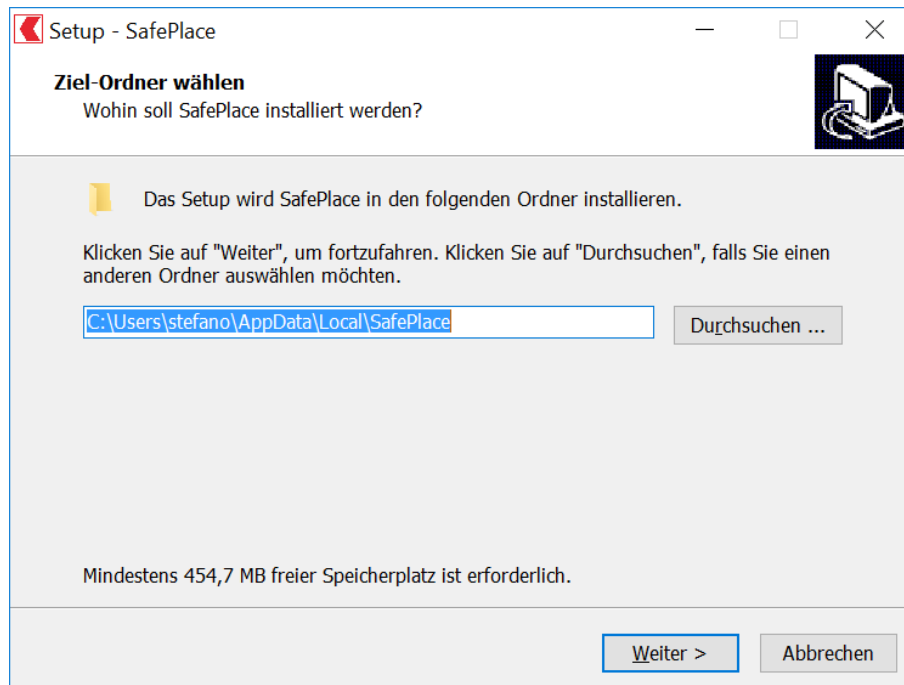 Setup - SafePlace
Ziel-Ordner wählen
Wohin soll SafePlace installiert werden?
Das Setup wird SafePlace in den folgenden Ordner installieren.
Klicken Sie auf "Weiter", um fortzufahren. Klicken Sie auf "Durchsuchen", falls Sie einen
anderen Ordner auswählen möchten.
C:\Users\stefano\AppData\Local\SafePlace
Durchsuchen ...
Mindestens 454,7 MB freier Speicherplatz ist erforderlich.
Weiter >
Abbrechen